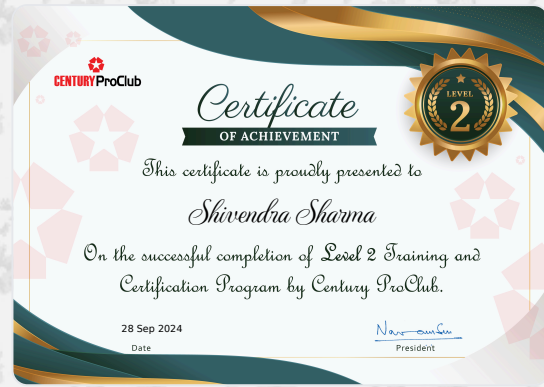 CENTURY ProClub
LEVEL
2
Certificate
OF ACHIEVEMENT
This certificate is proudly presented to
Shivendra Sharma
On the successful completion of Level 2 Training and
Certification Program by Century ProClub.
28 Sep 2024
Date
President